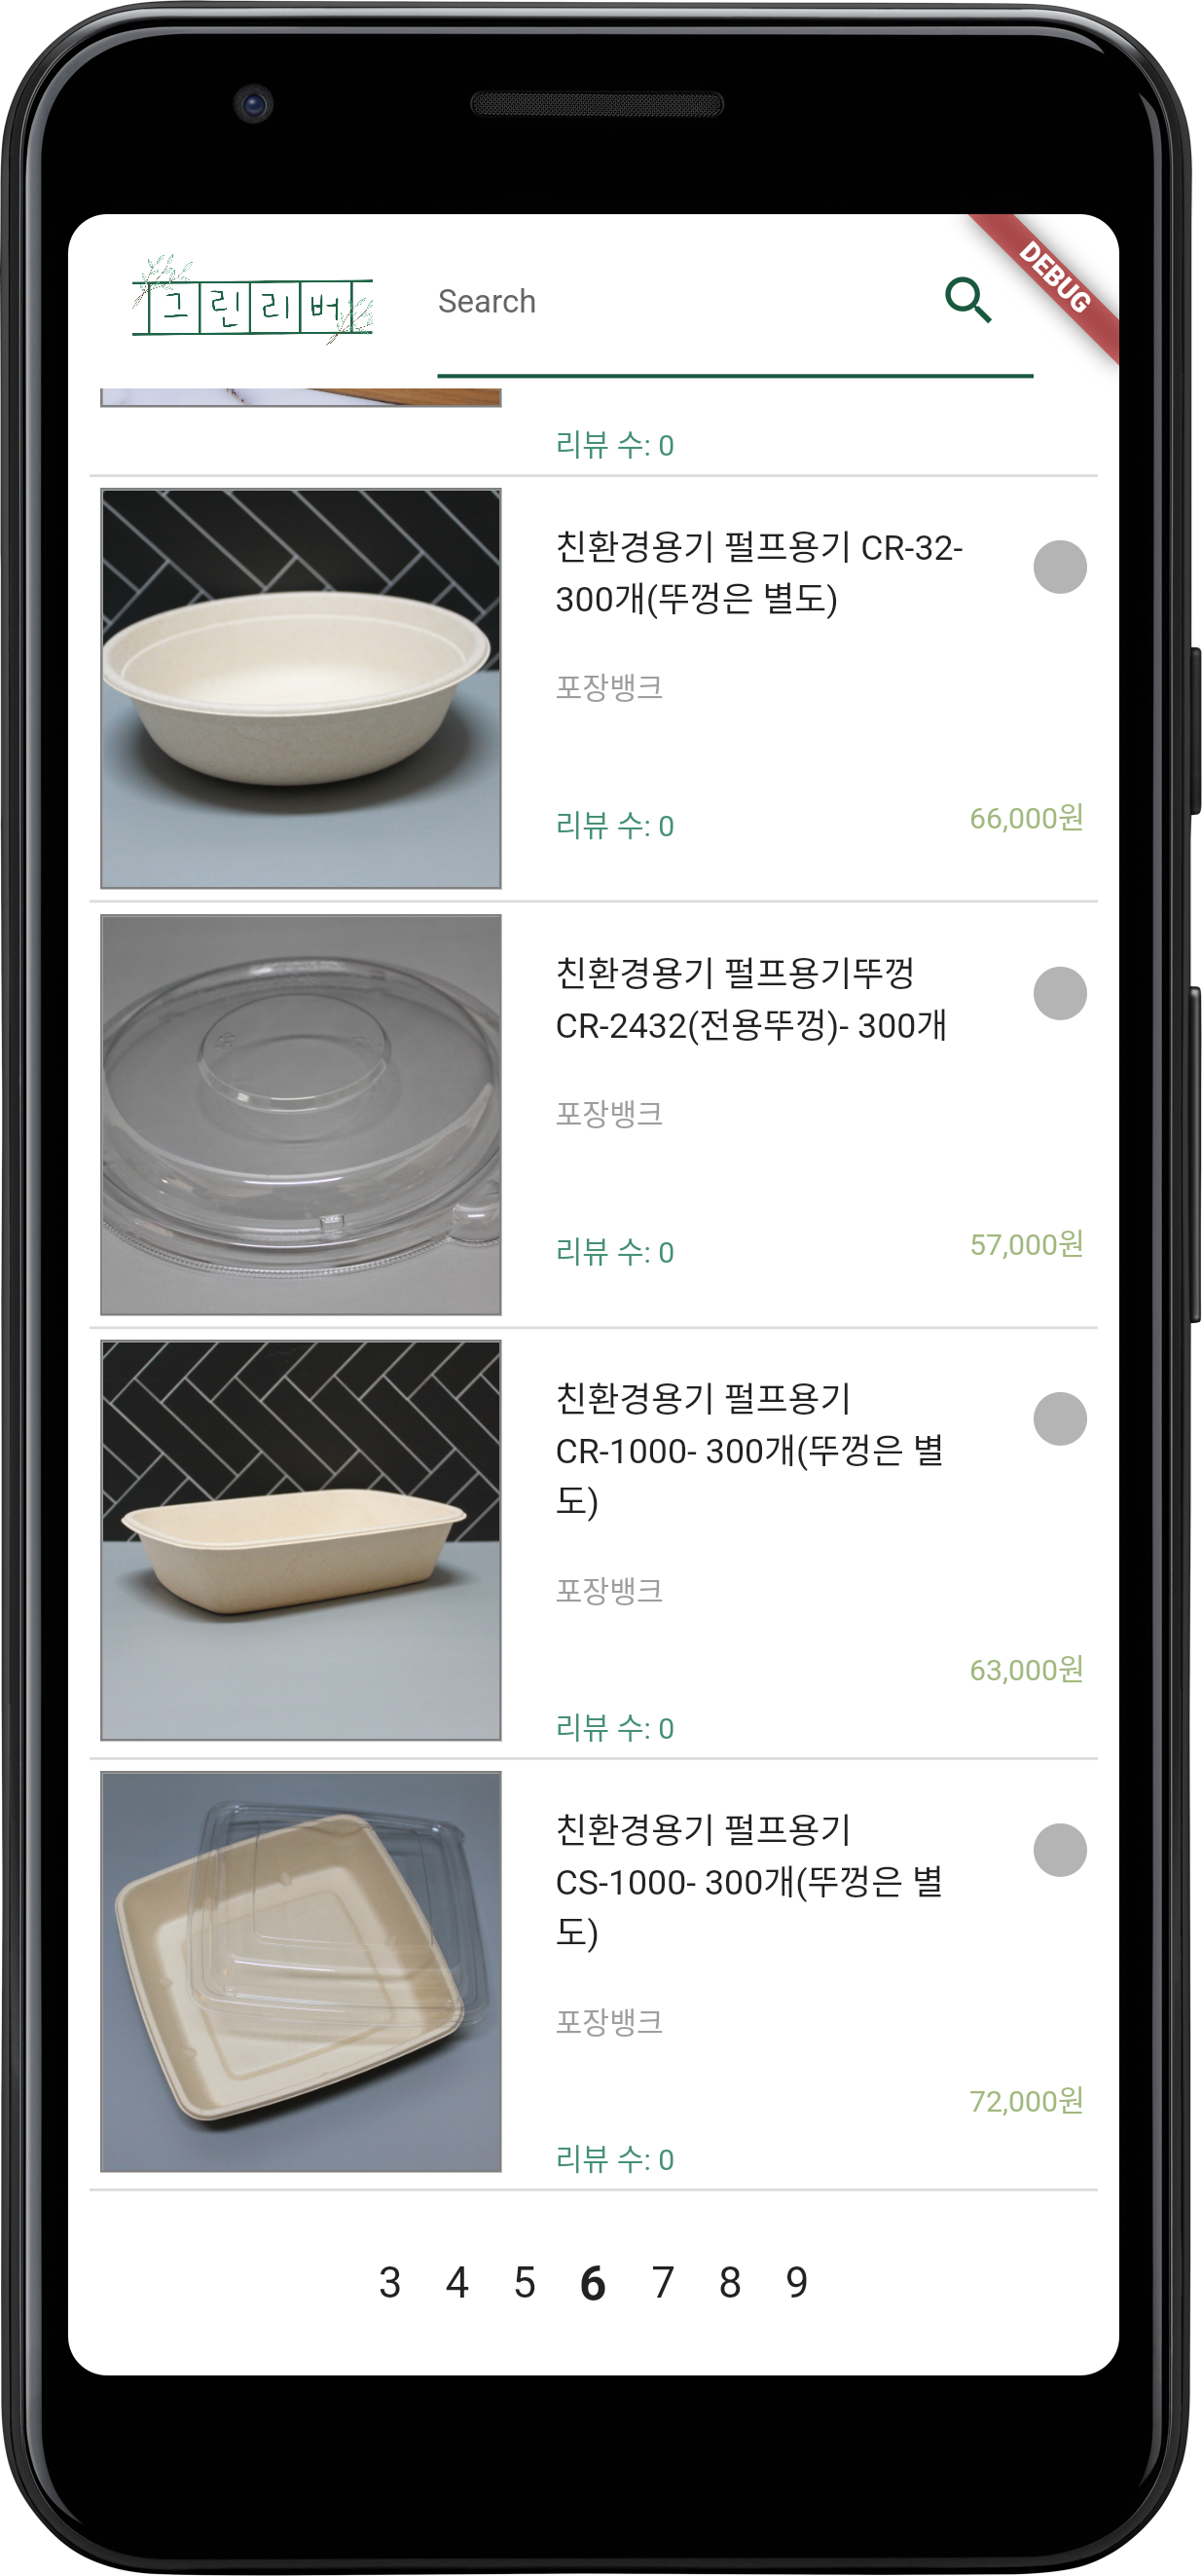 그린리버
Search
DEBUG
리뷰 수: 0
친환경용기 펄프용기 CR-32-
300개(뚜껑은 별도)
포장뱅크
리뷰 수: 0
66,000원
친환경용기 펄프용기뚜껑
CR-2432(전용뚜껑)- 300개
포장뱅크
리뷰 수: 0
57,000원
친환경용기 펄프용기
CR-1000- 300개(뚜껑은 별
도)
포장뱅크
63,000원
리뷰 수: 0
친환경용기 펄프용기
CS-1000- 300개(뚜껑은 별
도)
포장뱅크
72,000원
리뷰 수: 0
3 4 5 6 7 8 9